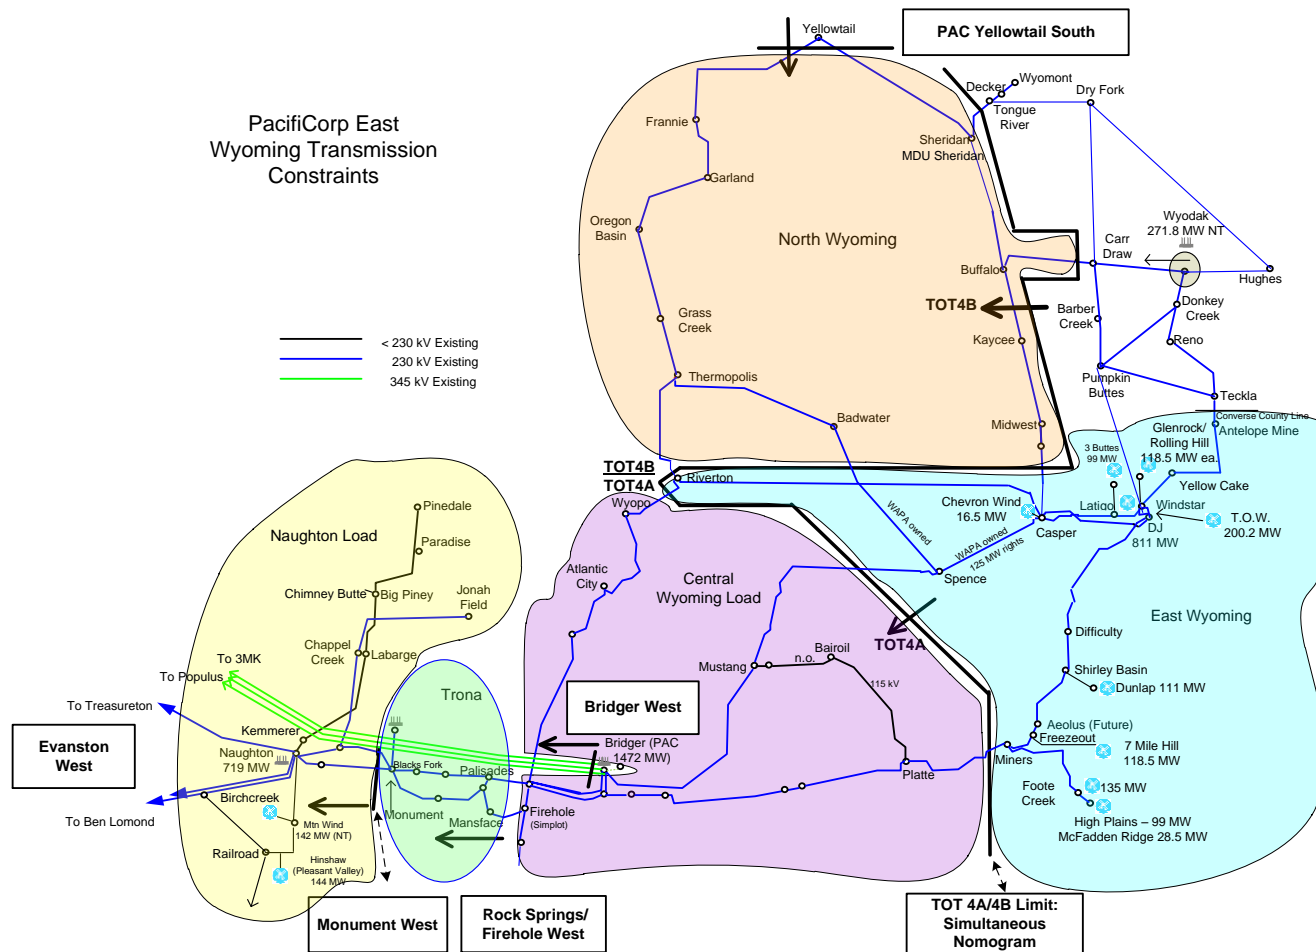 PacifiCorp East
Wyoming Transmission
Constraints
< 230 kV Existing
230 kV Existing
345 kV Existing
Yellowtail
PAC Yellowtail South
Decker
Wyomont
Tongue
River
Dry Fork
Frannie
Sheridan
MDU Sheridan
Garland
Oregon
Basin
North Wyoming
Wyodak
271.8 MW NT
Carr
Draw
Buffalo
Hughes
TOT4B
Grass
Creek
Kaycee
Barber
Creek
Donkey
Creek
Reno
Thermopolis
Pumpkin
Buttes
Teckla
Badwater
Midwest
Converse County Line
Antelope Mine
Glenrock/
Rolling Hill
118.5 MW ea.
3 Buttes
99 MW
TOT4B
TOT4A
Riverton
Yellow Cake
Wyopo
Chevron Wind
16.5 MW
Latigo
Windstar
Casper
DJ
811 MW
T.O.W.
200.2 MW
WAPA owned
WAPA owned
125 MW rights
Spence
Pinedale
Naughton Load
Paradise
Chimney Butte
Big Piney
Jonah
Field
Atlantic
City
Central
Wyoming Load
East Wyoming
Difficulty
Chappel
Creek
Labarge
TOT4A
Bairoil
n.o.
Mustang
115 kV
Shirley Basin
Dunlap 111 MW
To 3MK
To Populus
To Treasureton
Trona
Bridger West
Evanston
West
Kemmerer
Naughton
719 MW
Bridger (PAC
1472 MW)
Aeolus (Future)
Freezeout
7 Mile Hill
118.5 MW
Miners
Blacks Fork
Palisades
Platte
Foote
Creek
135 MW
High Plains – 99 MW
McFadden Ridge 28.5 MW
Birchcreek
Mtn Wind
142 MW (NT)
Monument
Mansface
Firehole
(Simplot)
To Ben Lomond
Railroad
Hinshaw
(Pleasant Valley)
144 MW
Monument West
Rock Springs/
Firehole West
TOT 4A/4B Limit:
Simultaneous
Nomogram